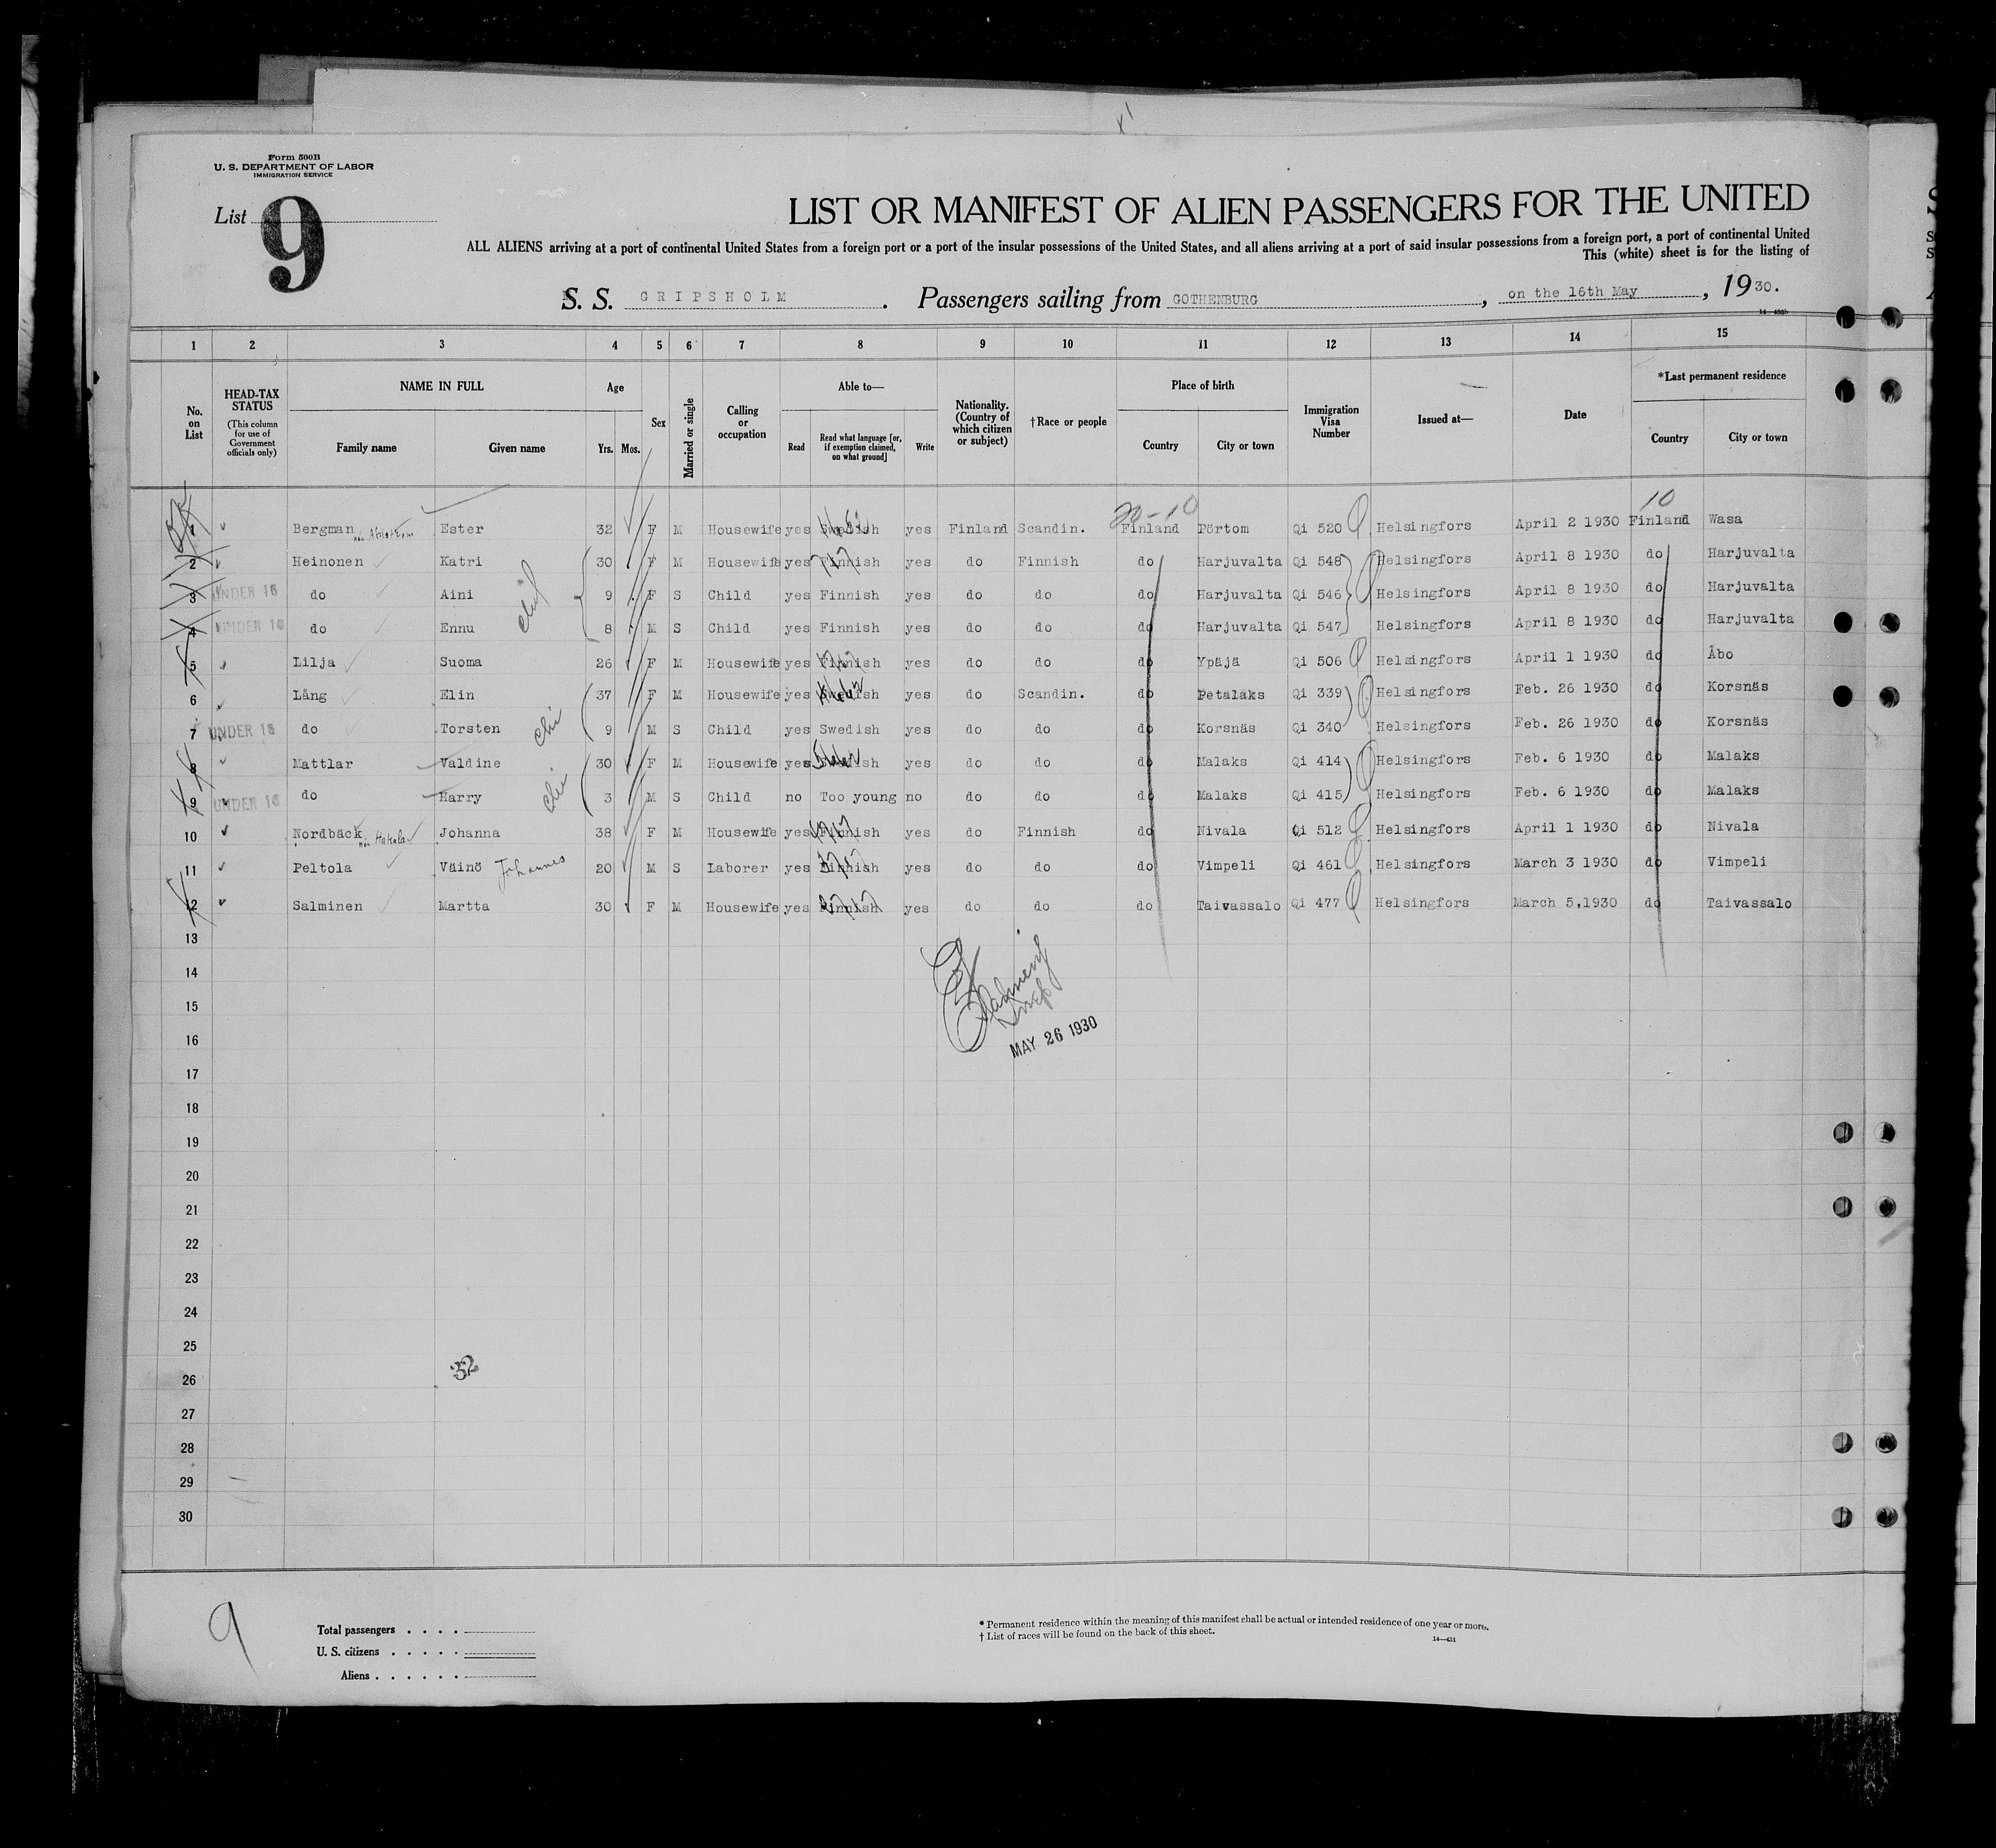 Form 500B
U. S. DEPARTMENT OF LABOR
IMMIGRATION SERVICE
List 9
LIST OR MANIFEST OF ALIEN PASSENGERS FOR THE UNITED
ALL ALIENS arriving at a port of continental United States from a foreign port or a port of the insular possessions of the United States, and all aliens arriving at a port of said insular possessions from a foreign port, a port of continental United
This (white) sheet is for the listing of
S. S. GRIPSHOLM. Passengers sailing from GOTHENBURG, on the 16th May, 1930.
1 2 3 4 5 6 7 8 9 10 11 12 13 14 15
No. on List
HEAD-TAX STATUS (This column for use of Government officials only)
NAME IN FULL Family name Given name
Age Yrs. Mos.
Sex
Married or single
Calling or occupation
Able to— Read Read what language [or, if exemption claimed, on what ground] Write
Nationality. (Country of which citizen or subject)
†Race or people
Place of birth Country City or town
Immigration Visa Number
Issued at—
Date
*Last permanent residence Country City or town
20-10 10
1 Bergman Ester 32 F M Housewife yes Swedish yes Finland Scandin. Finland Pörtom Qi 520 Helsingfors April 2 1930 Finland Wasa
2 Heinonen Katri 30 F M Housewife yes Finnish yes do Finnish do Harjuvalta Qi 548 Helsingfors April 8 1930 do Harjuvalta
3 UNDER 16 do Aini 9 F S Child yes Finnish yes do do do Harjuvalta Qi 546 Helsingfors April 8 1930 do Harjuvalta
4 UNDER 16 do Ennu 8 M S Child yes Finnish yes do do do Harjuvalta Qi 547 Helsingfors April 8 1930 do Harjuvalta
5 Lilja Suoma 26 F M Housewife yes Finnish yes do do do Ypäjä Qi 506 Helsingfors April 1 1930 do Åbo
6 Lång Elin 37 F M Housewife yes Swedish yes do Scandin. do Petalaks Qi 339 Helsingfors Feb. 26 1930 do Korsnäs
7 UNDER 16 do Torsten 9 M S Child yes Swedish yes do do do Korsnäs Qi 340 Helsingfors Feb. 26 1930 do Korsnäs
8 Mattlar Valdine 30 F M Housewife yes Swedish yes do do do Malaks Qi 414 Helsingfors Feb. 6 1930 do Malaks
9 UNDER 16 do Harry 3 M S Child no Too young no do do do Malaks Qi 415 Helsingfors Feb. 6 1930 do Malaks
10 Nordbäck née Hakala Johanna 38 F M Housewife yes Finnish yes do Finnish do Nivala Qi 512 Helsingfors April 1 1930 do Nivala
11 Peltola Väinö Johannes 20 M S Laborer yes Finnish yes do do do Vimpeli Qi 461 Helsingfors March 3 1930 do Vimpeli
12 Salminen Martta 30 F M Housewife yes Finnish yes do do do Taivassalo Qi 477 Helsingfors March 5,1930 do Taivassalo
13
14
15
16
MAY 26 1930
17
18
19
20
21
22
23
24
25
32
26
27
28
29
30
9
Total passengers . . . .
U. S. citizens . . . . .
Aliens . . . . . .
* Permanent residence within the meaning of this manifest shall be actual or intended residence of one year or more.
† List of races will be found on the back of this sheet.
14—431